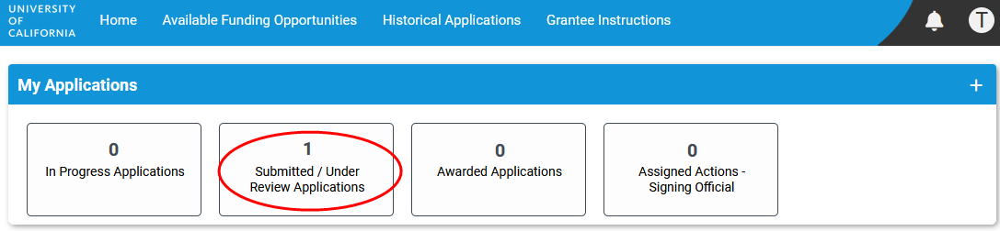 UNIVERSITY
OF
CALIFORNIA
Home Available Funding Opportunities Historical Applications Grantee Instructions
T
My Applications +
0
In Progress Applications
1
Submitted / Under
Review Applications
0
Awarded Applications
0
Assigned Actions -
Signing Official